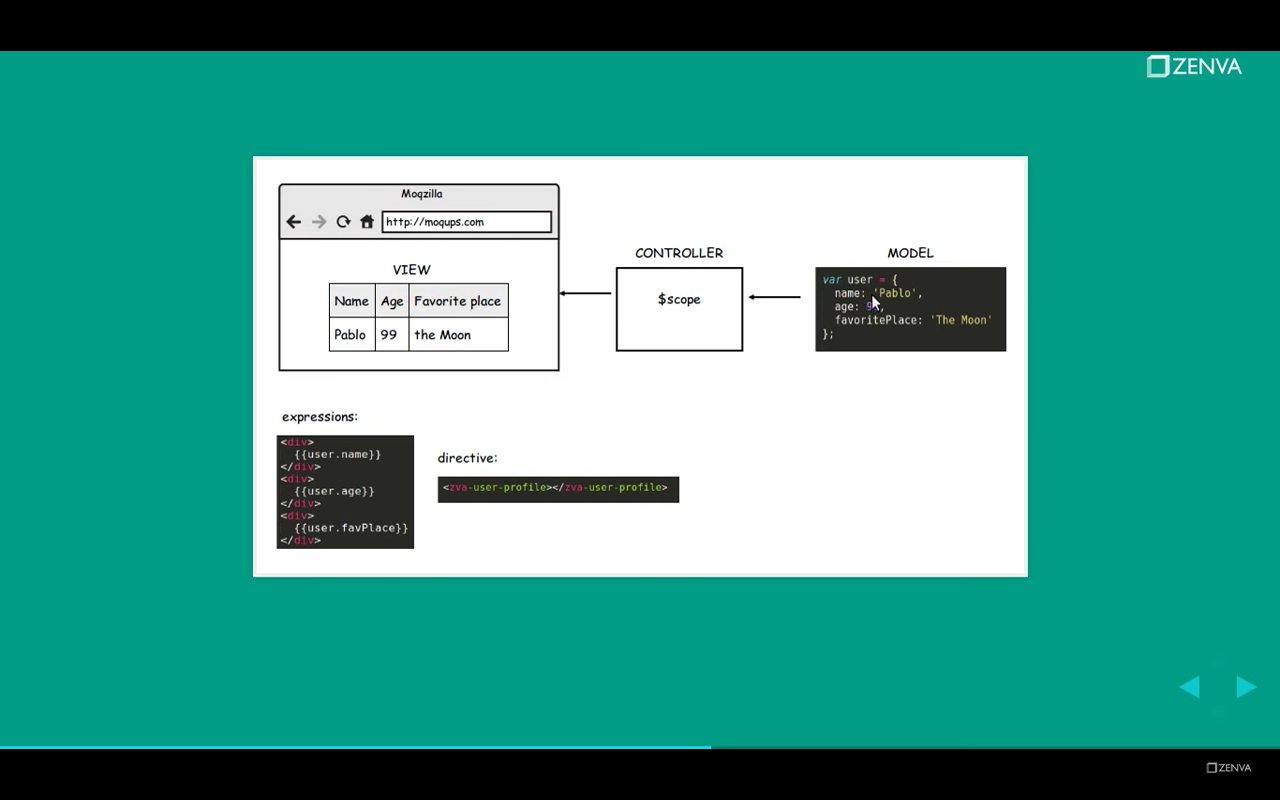 ZENVA
Moqzilla
http://moqups.com
VIEW
Name Age Favorite place
Pablo 99 the Moon
CONTROLLER
$scope
MODEL
var user = {
name: 'Pablo',
age: 9 ,
favoritePlace: 'The Moon'
};
expressions:
<div>
{{user.name}}
</div>
<div>
{{user.age}}
</div>
<div>
{{user.favPlace}}
</div>
directive:
<zva-user-profile></zva-user-profile>
ZENVA